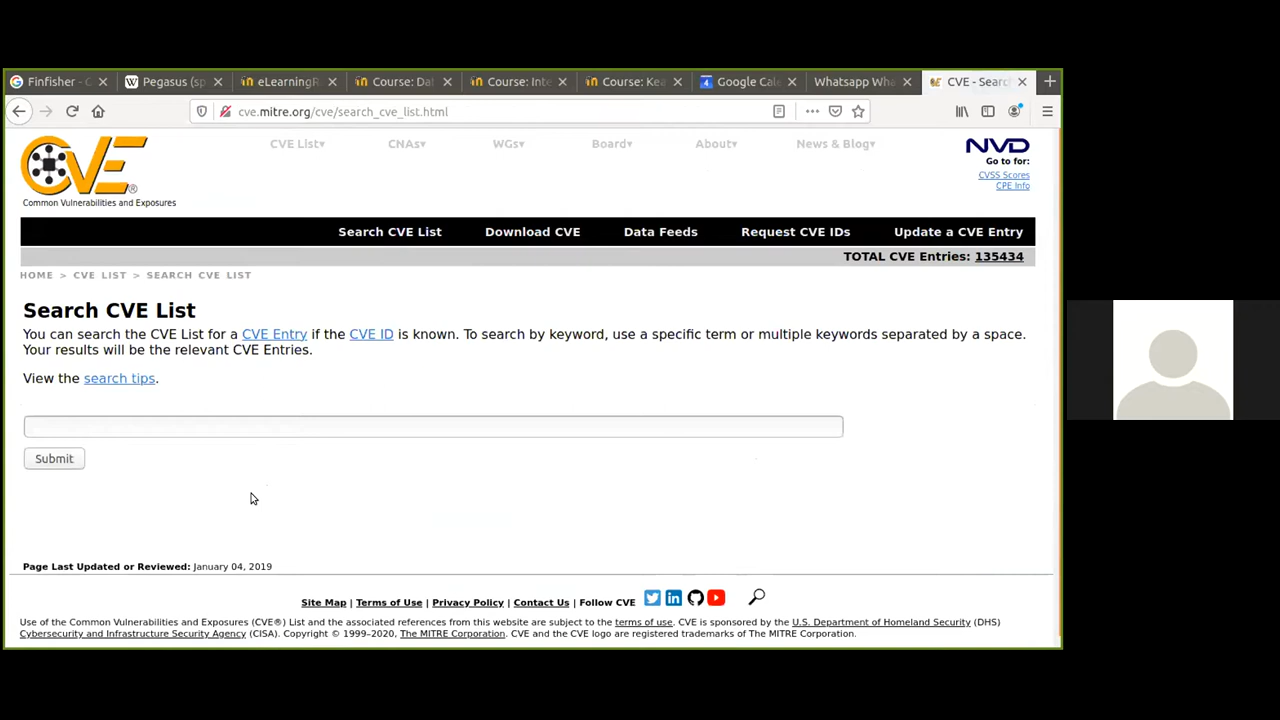 Finfisher - G
Pegasus (sp
eLearningR
Course: Dat
Course: Inte
Course: Kea
Google Cale
Whatsapp Wha
CVE - Searc
cve.mitre.org/cve/search_cve_list.html
CVE
Common Vulnerabilities and Exposures
CVE List▾ CNAs▾ WGs▾ Board▾ About▾ News & Blog▾
NVD
Go to for:
CVSS Scores
CPE Info
Search CVE List Download CVE Data Feeds Request CVE IDs Update a CVE Entry
TOTAL CVE Entries: 135434
HOME > CVE LIST > SEARCH CVE LIST
Search CVE List
You can search the CVE List for a CVE Entry if the CVE ID is known. To search by keyword, use a specific term or multiple keywords separated by a space.
Your results will be the relevant CVE Entries.
View the search tips.
Submit
Page Last Updated or Reviewed: January 04, 2019
Site Map | Terms of Use | Privacy Policy | Contact Us | Follow CVE
Use of the Common Vulnerabilities and Exposures (CVE®) List and the associated references from this website are subject to the terms of use. CVE is sponsored by the U.S. Department of Homeland Security (DHS)
Cybersecurity and Infrastructure Security Agency (CISA). Copyright © 1999–2020, The MITRE Corporation. CVE and the CVE logo are registered trademarks of The MITRE Corporation.